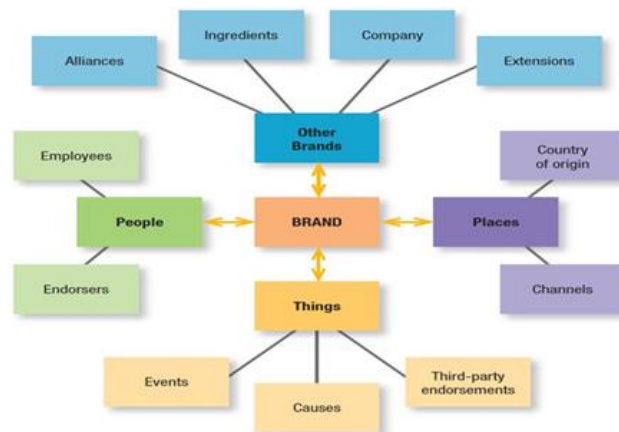 Ingredients
Company
Alliances
Extensions
Other
Brands
Employees
Country
of origin
People
BRAND
Places
Endorsers
Things
Channels
Events
Causes
Third-party
endorsements